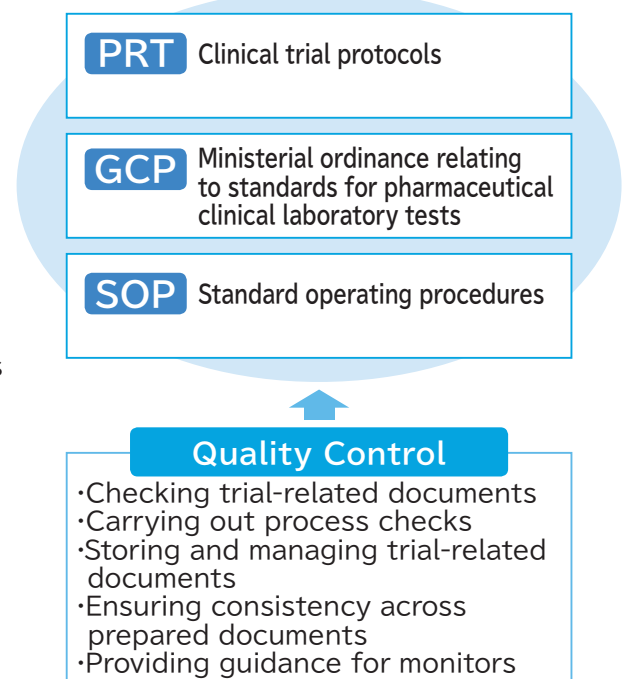 PRT Clinical trial protocols
GCP Ministerial ordinance relating
to standards for pharmaceutical
clinical laboratory tests
SOP Standard operating procedures
s
Quality Control
·Checking trial-related documents
·Carrying out process checks
·Storing and managing trial-related
documents
·Ensuring consistency across
prepared documents
·Providing guidance for monitors